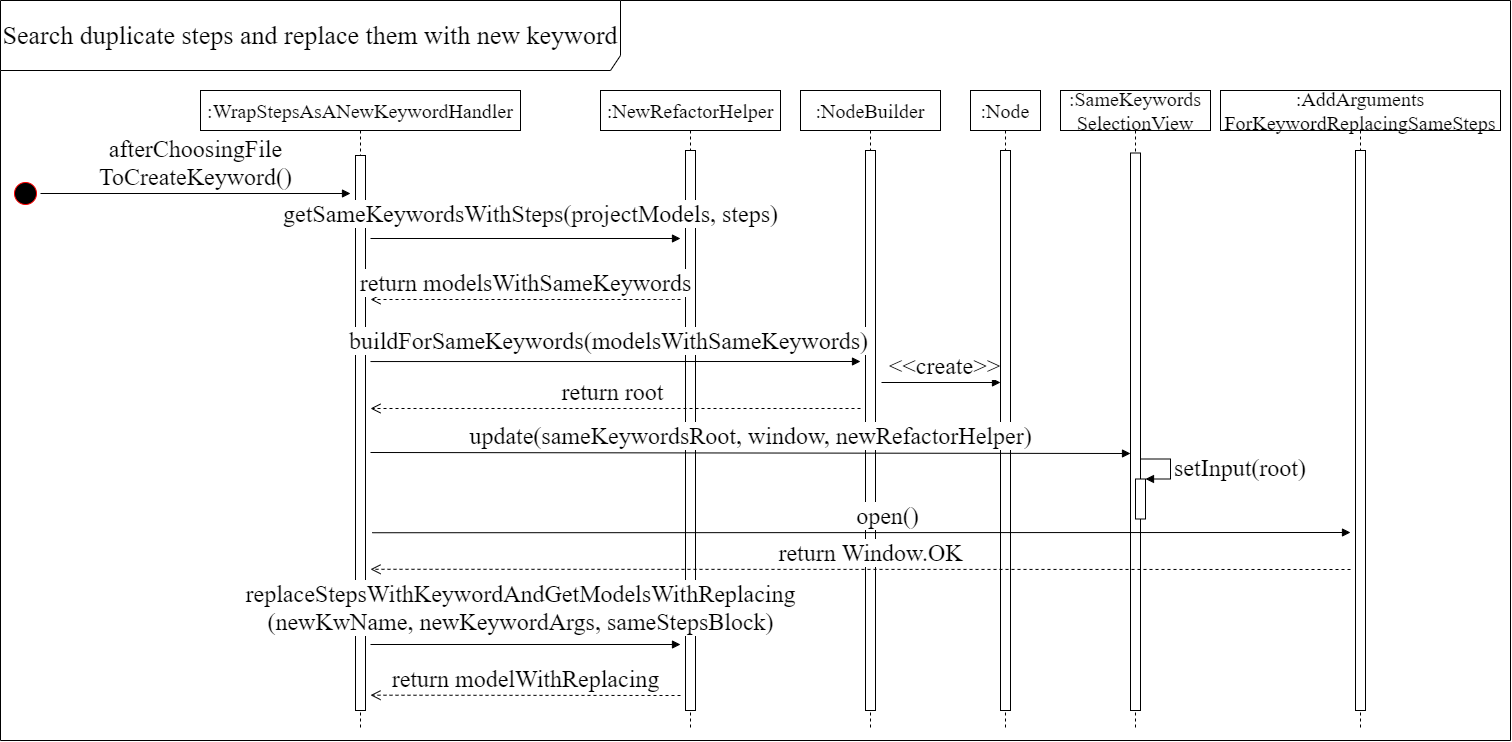 Search duplicate steps and replace them with new keyword
:WrapStepsAsANewKeywordHandler
:NewRefactorHelper
:NodeBuilder
:Node
:SameKeywords
SelectionView
:AddArguments
ForKeywordReplacingSameSteps
afterChoosingFile
ToCreateKeyword()
getSameKeywordsWithSteps(projectModels, steps)
return modelsWithSameKeywords
buildForSameKeywords(modelsWithSameKeywords)
<<create>>
return root
update(sameKeywordsRoot, window, newRefactorHelper)
setInput(root)
open()
return Window.OK
replaceStepsWithKeywordAndGetModelsWithReplacing
(newKwName, newKeywordArgs, sameStepsBlock)
return modelWithReplacing